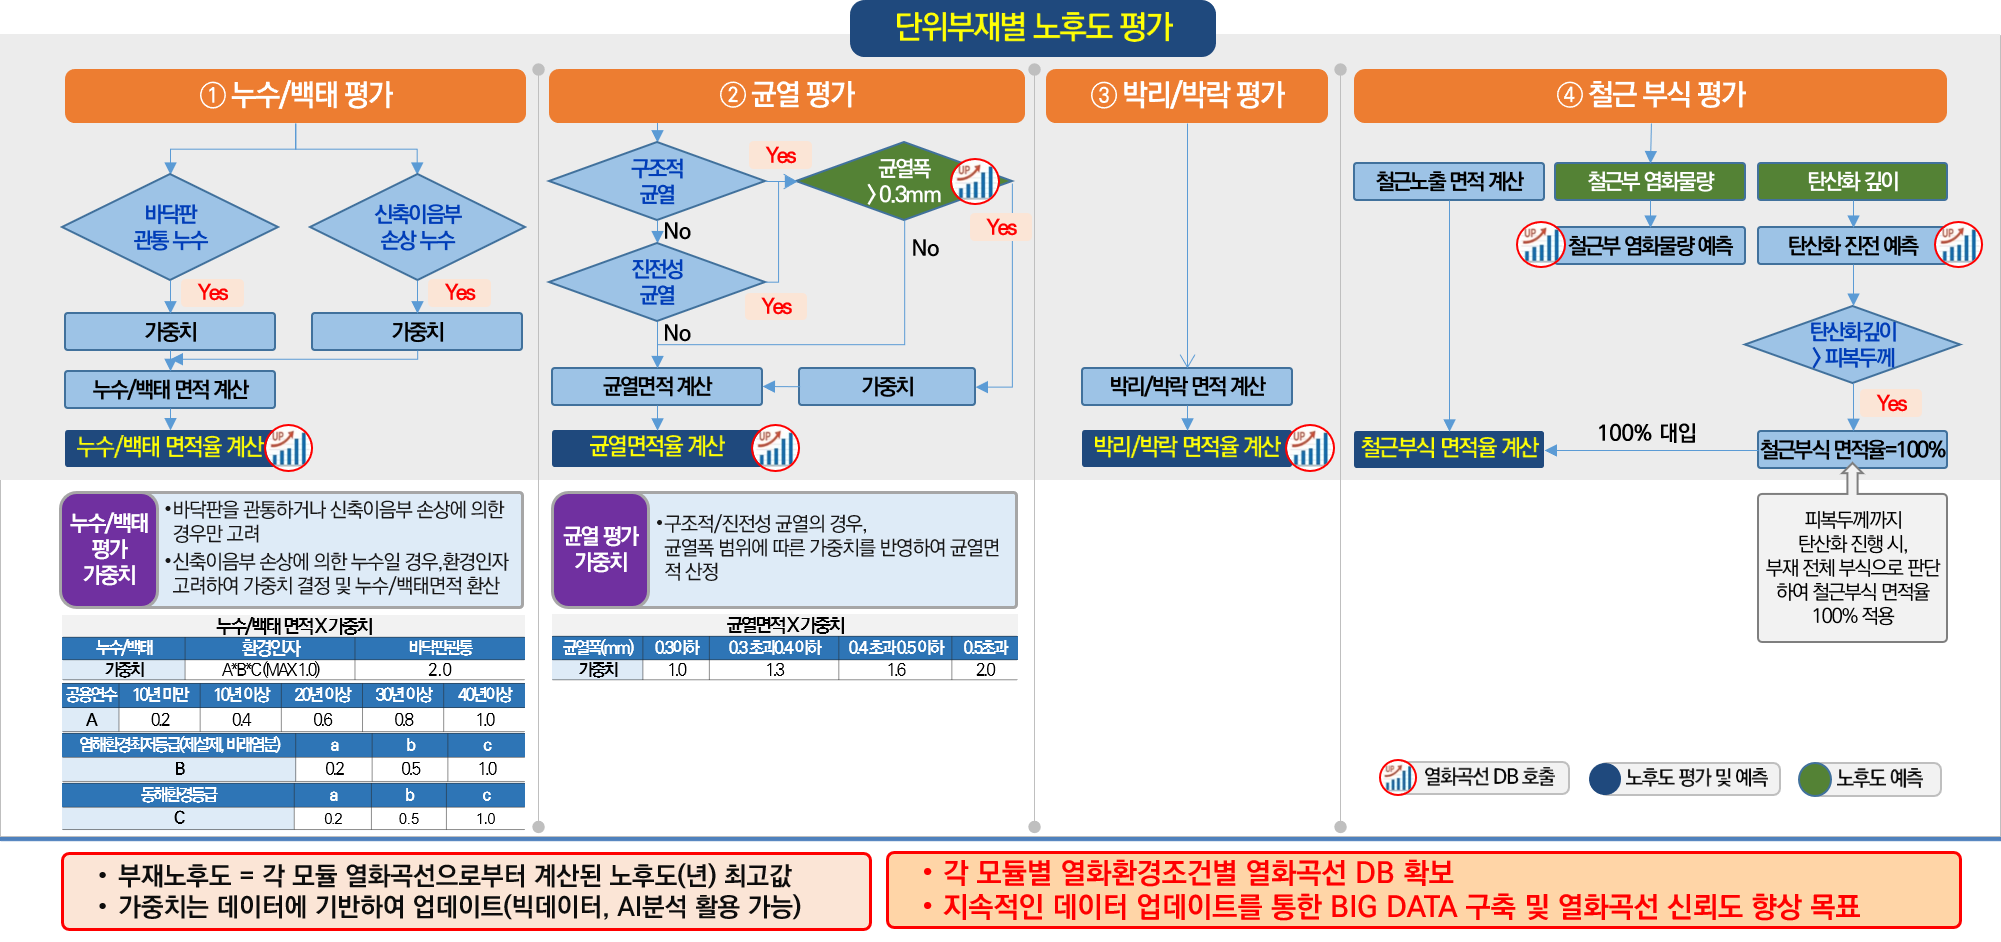 단위부재별 노후도 평가
① 누수/백태 평가
바닥판
관통 누수
신축이음부
손상 누수
Yes
Yes
가중치
가중치
누수/백태 면적 계산
누수/백태 면적율 계산
UP
② 균열 평가
구조적
균열
Yes
균열폭
>0.3mm
UP
No
Yes
No
진전성
균열
Yes
No
균열면적 계산
가중치
균열면적율 계산
UP
③ 박리/박락 평가
박리/박락 면적 계산
박리/박락 면적율 계산
UP
④ 철근 부식 평가
철근노출 면적 계산
철근부 염화물량
탄산화 깊이
UP
철근부 염화물량 예측
탄산화 진전 예측
UP
탄산화깊이
>피복두께
Yes
100% 대입
철근부식 면적율 계산
철근부식 면적율=100%
피복두께까지
탄산화 진행 시,
부재 전체 부식으로 판단
하여 철근부식 면적율
100% 적용
누수/백태
평가
가중치
•바닥판을 관통하거나 신축이음부 손상에 의한
경우만 고려
•신축이음부 손상에 의한 누수일 경우,환경인자
고려하여 가중치 결정 및 누수/백태면적 환산
누수/백태 면적 X 가중치
누수/백태 환경인자 바닥판관통
가중치 A*B*C(MAX 1.0) 2.0
공용연수 10년 미만 10년 이상 20년 이상 30년 이상 40년이상
A 0.2 0.4 0.6 0.8 1.0
염해환경최저등급(제설제, 비래염분) a b c
B 0.2 0.5 1.0
동해환경등급 a b c
C 0.2 0.5 1.0
균열 평가
가중치
•구조적/진전성 균열의 경우,
균열폭 범위에 따른 가중치를 반영하여 균열면
적 산정
균열면적 X 가중치
균열폭(mm) 0.3이하 0.3 초과0.4 이하 0.4 초과0.5 이하 0.5초과
가중치 1.0 1.3 1.6 2.0
UP
열화곡선 DB 호출
노후도 평가 및 예측
노후도 예측
• 부재노후도 = 각 모듈 열화곡선으로부터 계산된 노후도(년) 최고값
• 가중치는 데이터에 기반하여 업데이트(빅데이터, AI분석 활용 가능)
• 각 모듈별 열화환경조건별 열화곡선 DB 확보
• 지속적인 데이터 업데이트를 통한 BIG DATA 구축 및 열화곡선 신뢰도 향상 목표